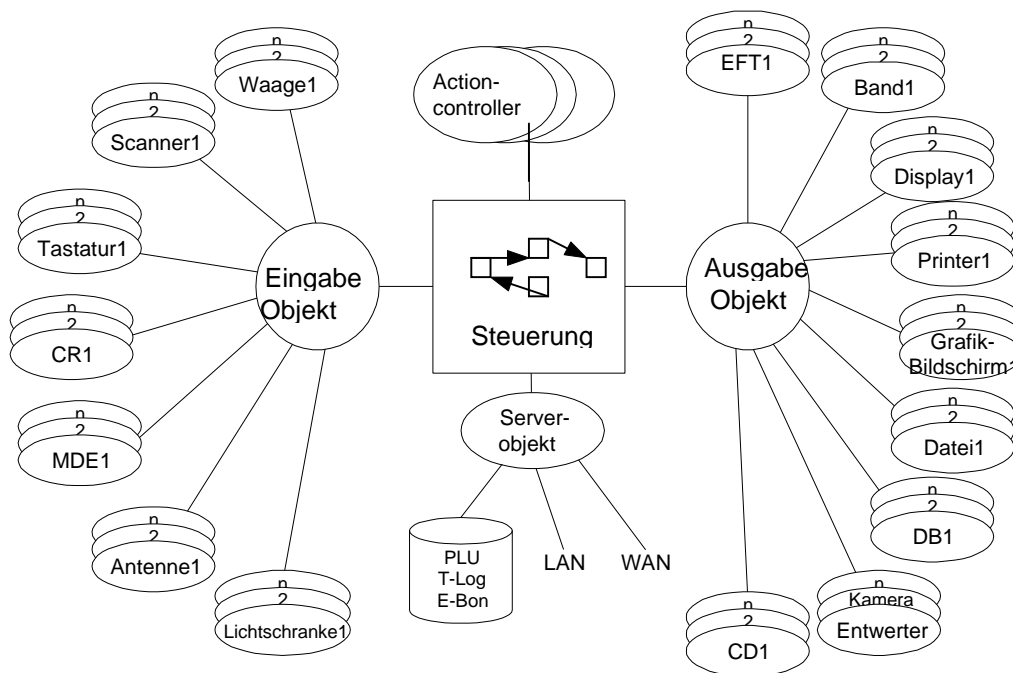 n
2
Waage1
n
2
Scanner1
n
2
Tastatur1
n
2
CR1
n
2
MDE1
n
2
Antenne1
n
2
Lichtschranke1
Eingabe
Objekt
Action-
controller
Steuerung
Server-
objekt
PLU
T-Log
E-Bon
LAN
WAN
Ausgabe
Objekt
n
2
EFT1
n
2
Band1
n
2
Display1
n
2
Printer1
n
2
Grafik-
Bildschirm1
n
2
Datei1
n
2
DB1
n
Kamera
Entwerter
n
2
CD1